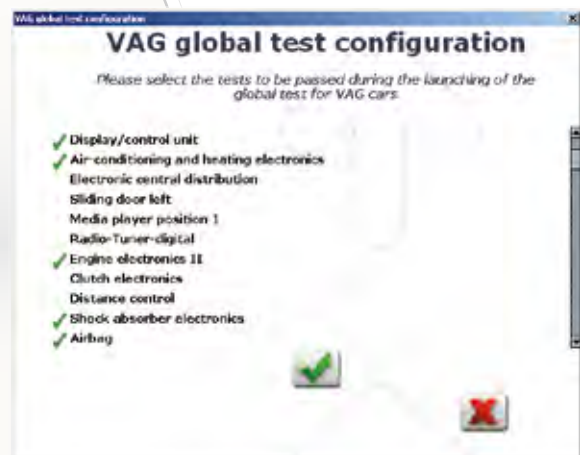 VAG global test configuration
VAG global test configuration
Please select the tests to be passed during the launching of the
global test for VAG cars
Display/control unit
Air-conditioning and heating electronics
Electronic central distribution
Sliding door left
Media player position 1
Radio-Tuner-digital
Engine electronics II
Clutch electronics
Distance control
Shock absorber electronics
Airbag